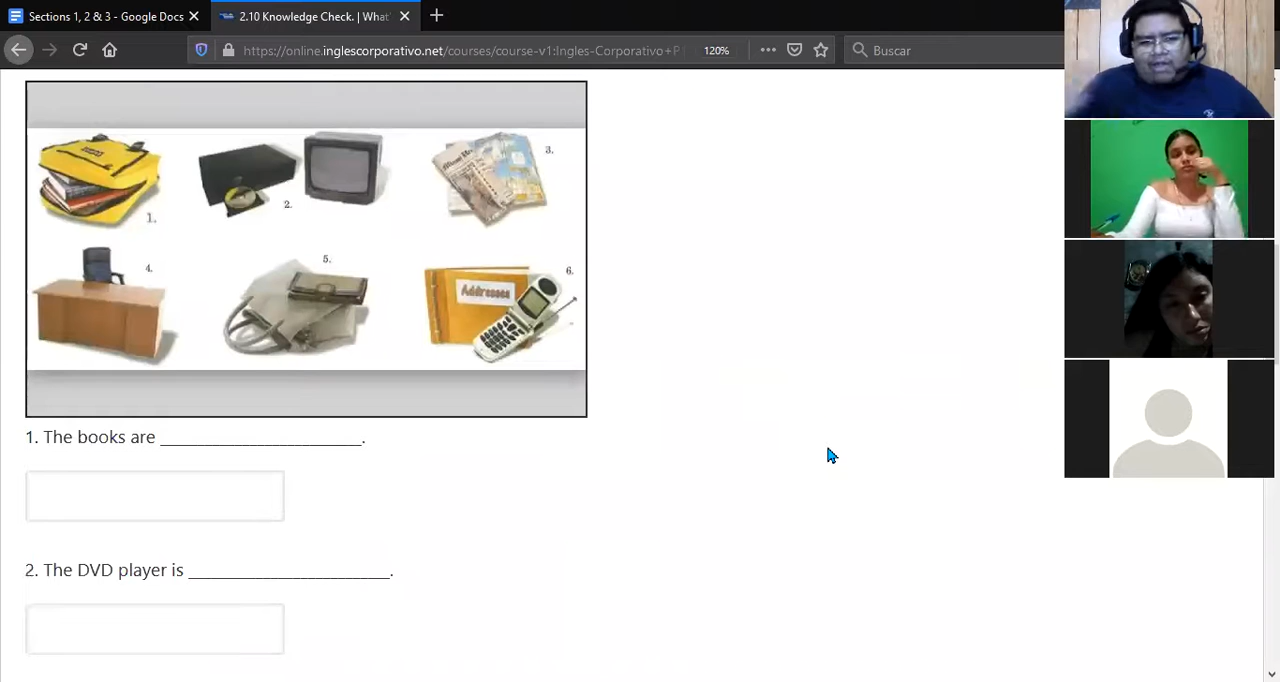 Sections 1, 2 & 3 - Google Docs
2.10 Knowledge Check. | What'
https://online.inglescorporativo.net/courses/course-v1:Ingles-Corporativo+P
120%
Buscar
1.
2.
3.
4.
5.
6.
Addresses
1. The books are ________________________.
2. The DVD player is ________________________.